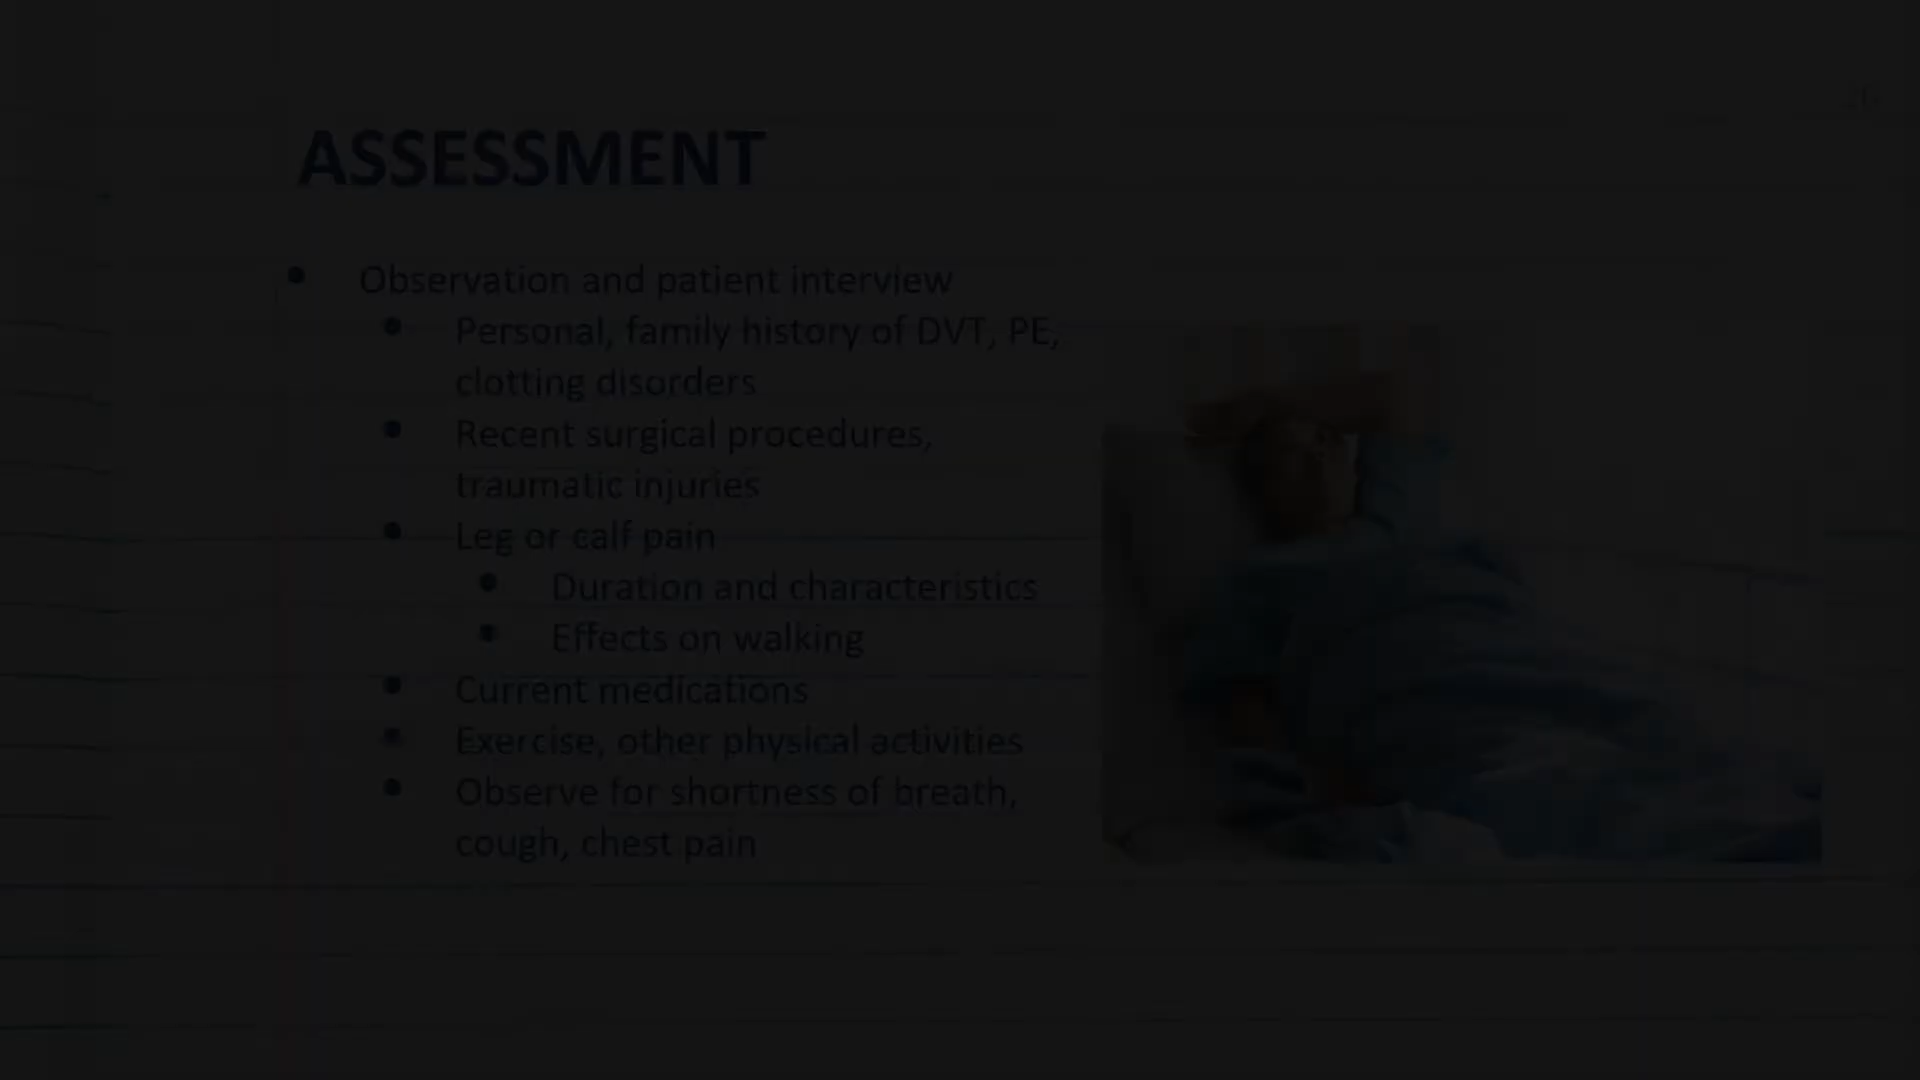 ASSESSMENT
• Observation and patient interview
• Personal, family history of DVT, PE,
clotting disorders
• Recent surgical procedures,
traumatic injuries
• Leg or calf pain
• Duration and characteristics
• Effects on walking
• Current medications
• Exercise, other physical activities
• Observe for shortness of breath,
cough, chest pain